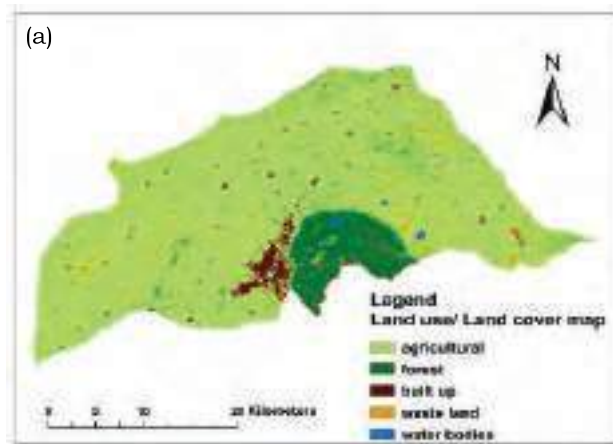 (a)
N
Legend
Land use/ Land cover map
agricultural
forest
built up
waste land
water bodies
0 5 10 20 Kilometers